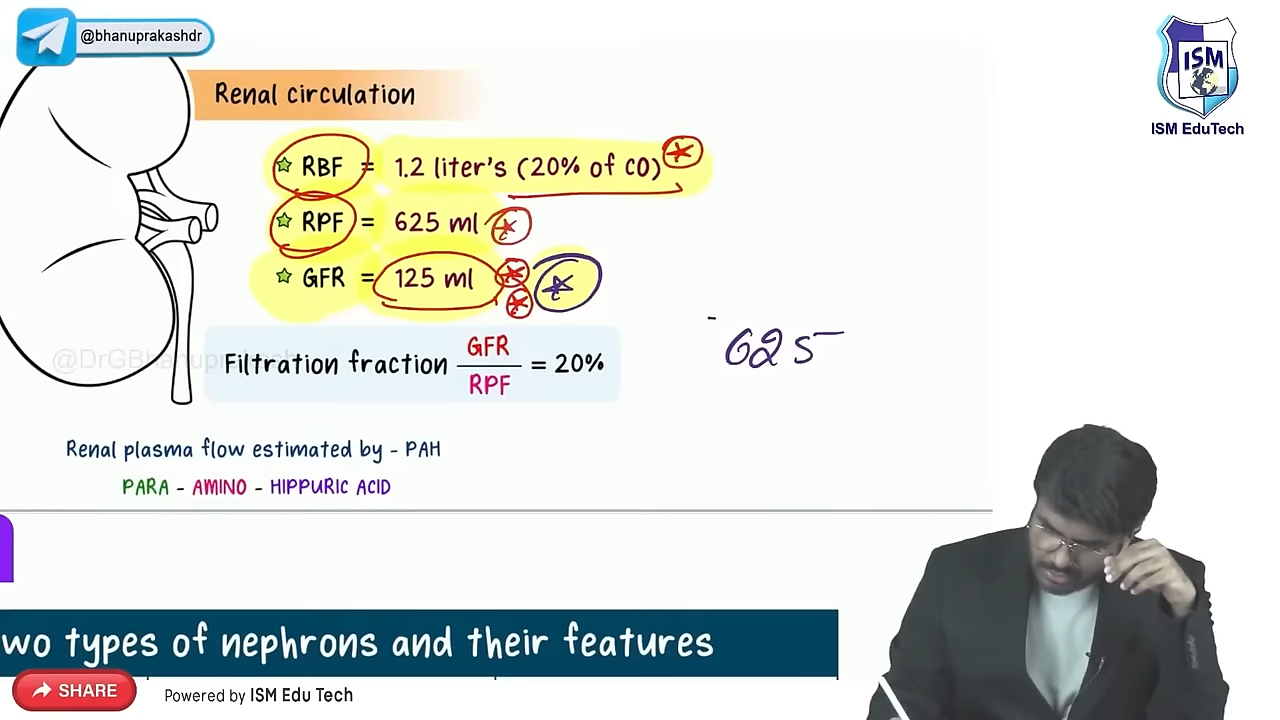 @bhanuprakashdr
ISM
ISM EduTech
Renal circulation
RBF = 1.2 liter's (20% of CO)
RPF = 625 ml
GFR = 125 ml
625
@DrGBhanuprakash
Filtration fraction GFR / RPF = 20%
Renal plasma flow estimated by - PAH
PARA - AMINO - HIPPURIC ACID
wo types of nephrons and their features
SHARE
Powered by ISM Edu Tech